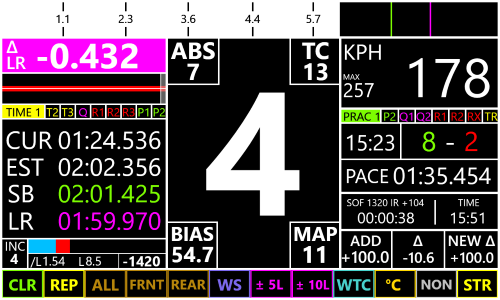 1.1 2.3 3.6 4.4 5.7
Δ LR -0.432
ABS 7
TC 13
KPH
MAX 257
178
TIME 1 T2 T3 Q R1 R2 R3 P1 P2
PRAC 1 P2 Q1 Q2 R1 R2 RX TR
CUR 01:24.536
EST 02:02.356
SB 02:01.425
LR 01:59.970
4
15:23 8 - 2
PACE 01:35.454
SOF 1320 IR +104
00:00:38
TIME
15:51
INC 4
/L1.54 L8.5 -1420
BIAS 54.7
MAP 11
ADD +100.0
Δ -10.6
NEW Δ +100.0
CLR REP ALL FRNT REAR WS ± 5L ± 10L WTC °C NON STR